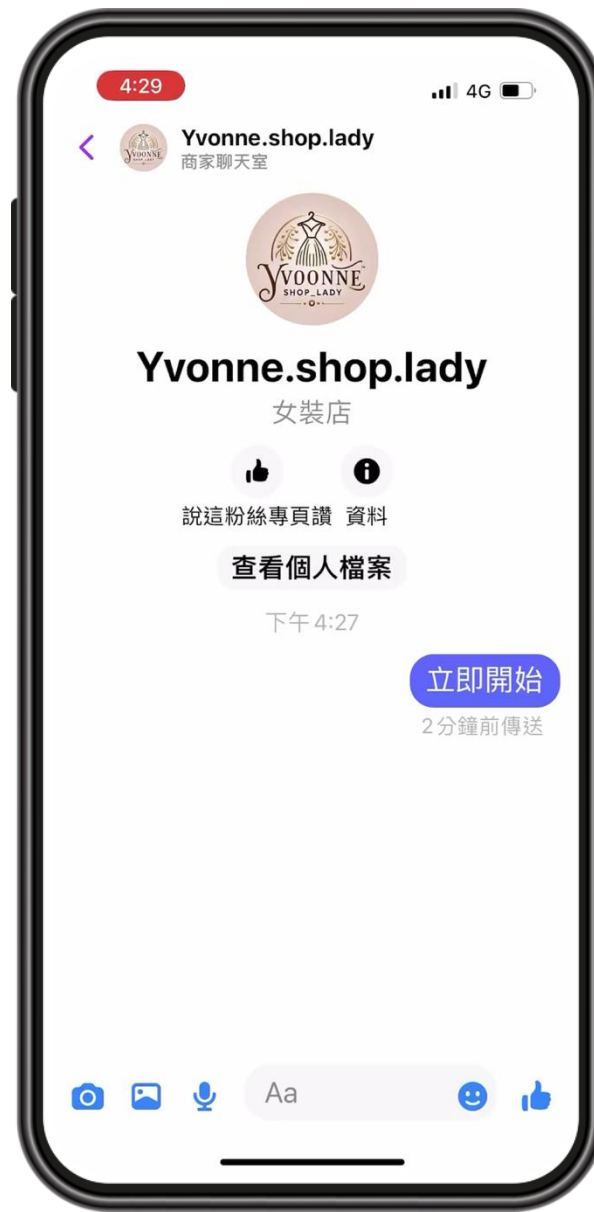 4:29
4G
Yvonne.shop.lady
商家聊天室
YVOONNE
SHOP_LADY
YVOONNE
SHOP_LADY
Yvonne.shop.lady
女裝店
說這粉絲專頁讚 資料
查看個人檔案
下午 4:27
立即開始
2 分鐘前傳送
Aa